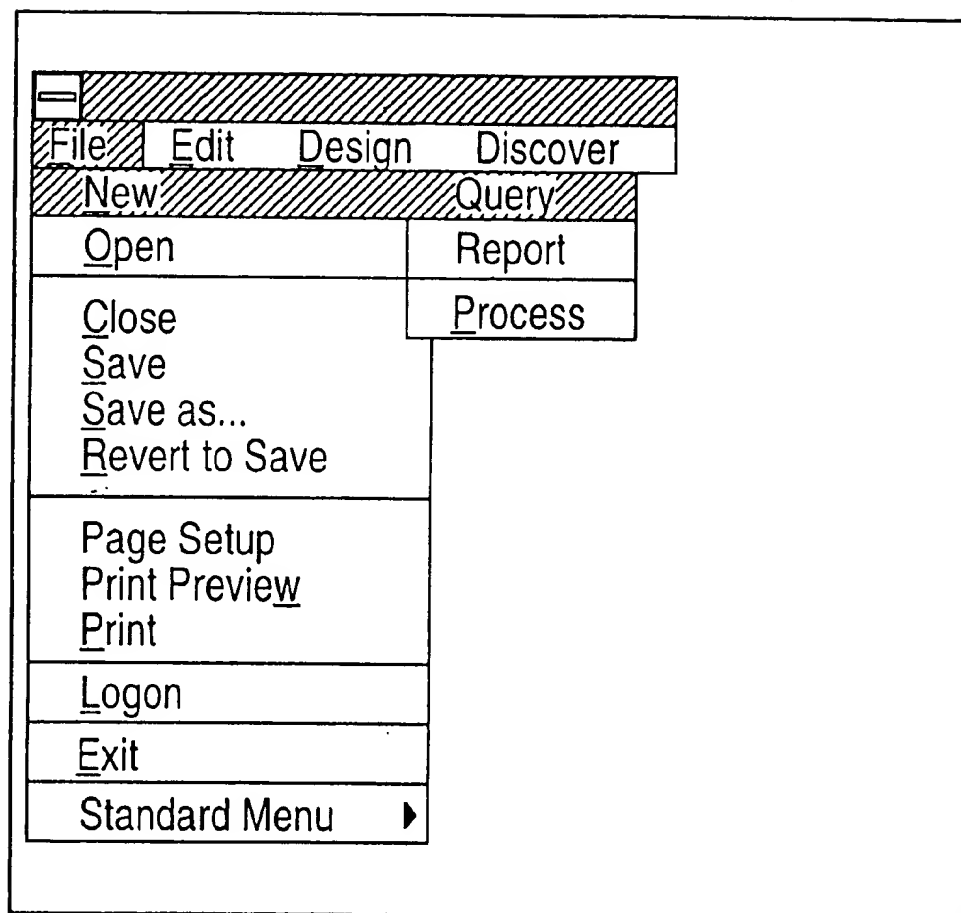 File Edit Design Discover
New Query
Open Report
Close Process
Save
Save as...
Revert to Save
Page Setup
Print Preview
Print
Logon
Exit
Standard Menu